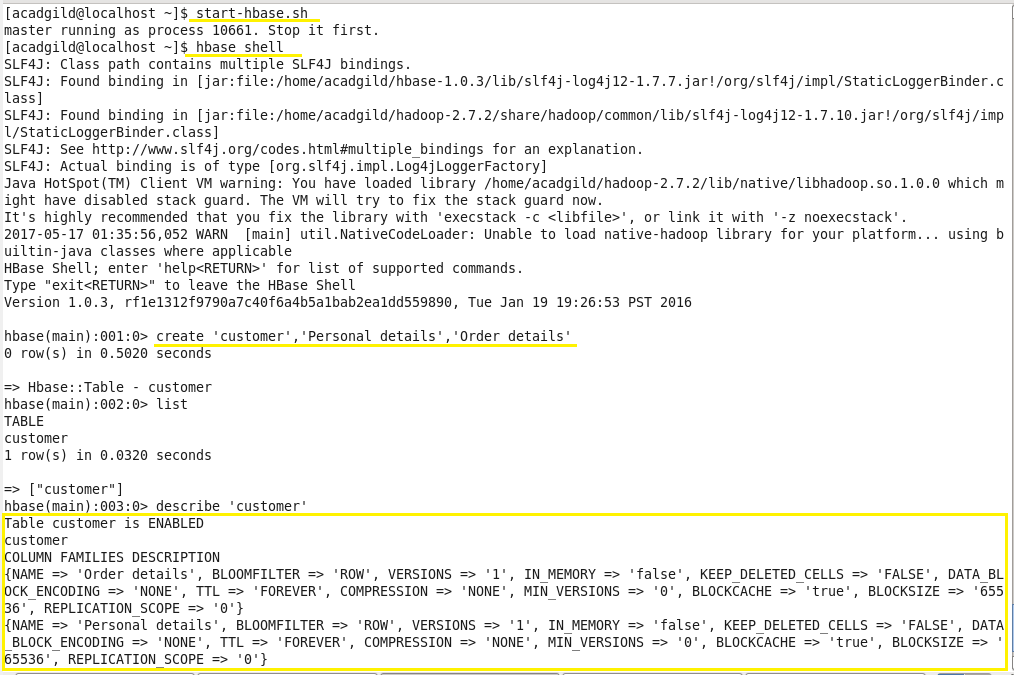 [acadgild@localhost ~]$ start-hbase.sh
master running as process 10661. Stop it first.
[acadgild@localhost ~]$ hbase shell
SLF4J: Class path contains multiple SLF4J bindings.
SLF4J: Found binding in [jar:file:/home/acadgild/hbase-1.0.3/lib/slf4j-log4j12-1.7.7.jar!/org/slf4j/impl/StaticLoggerBinder.c
lass]
SLF4J: Found binding in [jar:file:/home/acadgild/hadoop-2.7.2/share/hadoop/common/lib/slf4j-log4j12-1.7.10.jar!/org/slf4j/imp
l/StaticLoggerBinder.class]
SLF4J: See http://www.slf4j.org/codes.html#multiple_bindings for an explanation.
SLF4J: Actual binding is of type [org.slf4j.impl.Log4jLoggerFactory]
Java HotSpot(TM) Client VM warning: You have loaded library /home/acadgild/hadoop-2.7.2/lib/native/libhadoop.so.1.0.0 which m
ight have disabled stack guard. The VM will try to fix the stack guard now.
It's highly recommended that you fix the library with 'execstack -c <libfile>', or link it with '-z noexecstack'.
2017-05-17 01:35:56,052 WARN  [main] util.NativeCodeLoader: Unable to load native-hadoop library for your platform... using b
uiltin-java classes where applicable
HBase Shell; enter 'help<RETURN>' for list of supported commands.
Type "exit<RETURN>" to leave the HBase Shell
Version 1.0.3, rf1e1312f9790a7c40f6a4b5a1bab2ea1dd559890, Tue Jan 19 19:26:53 PST 2016
hbase(main):001:0> create 'customer','Personal details','Order details'
0 row(s) in 0.5020 seconds
=> Hbase::Table - customer
hbase(main):002:0> list
TABLE
customer
1 row(s) in 0.0320 seconds
=> ["customer"]
hbase(main):003:0> describe 'customer'
Table customer is ENABLED
customer
COLUMN FAMILIES DESCRIPTION
{NAME => 'Order details', BLOOMFILTER => 'ROW', VERSIONS => '1', IN_MEMORY => 'false', KEEP_DELETED_CELLS => 'FALSE', DATA_BL
OCK_ENCODING => 'NONE', TTL => 'FOREVER', COMPRESSION => 'NONE', MIN_VERSIONS => '0', BLOCKCACHE => 'true', BLOCKSIZE => '655
36', REPLICATION_SCOPE => '0'}
{NAME => 'Personal details', BLOOMFILTER => 'ROW', VERSIONS => '1', IN_MEMORY => 'false', KEEP_DELETED_CELLS => 'FALSE', DATA
_BLOCK_ENCODING => 'NONE', TTL => 'FOREVER', COMPRESSION => 'NONE', MIN_VERSIONS => '0', BLOCKCACHE => 'true', BLOCKSIZE => '
65536', REPLICATION_SCOPE => '0'}